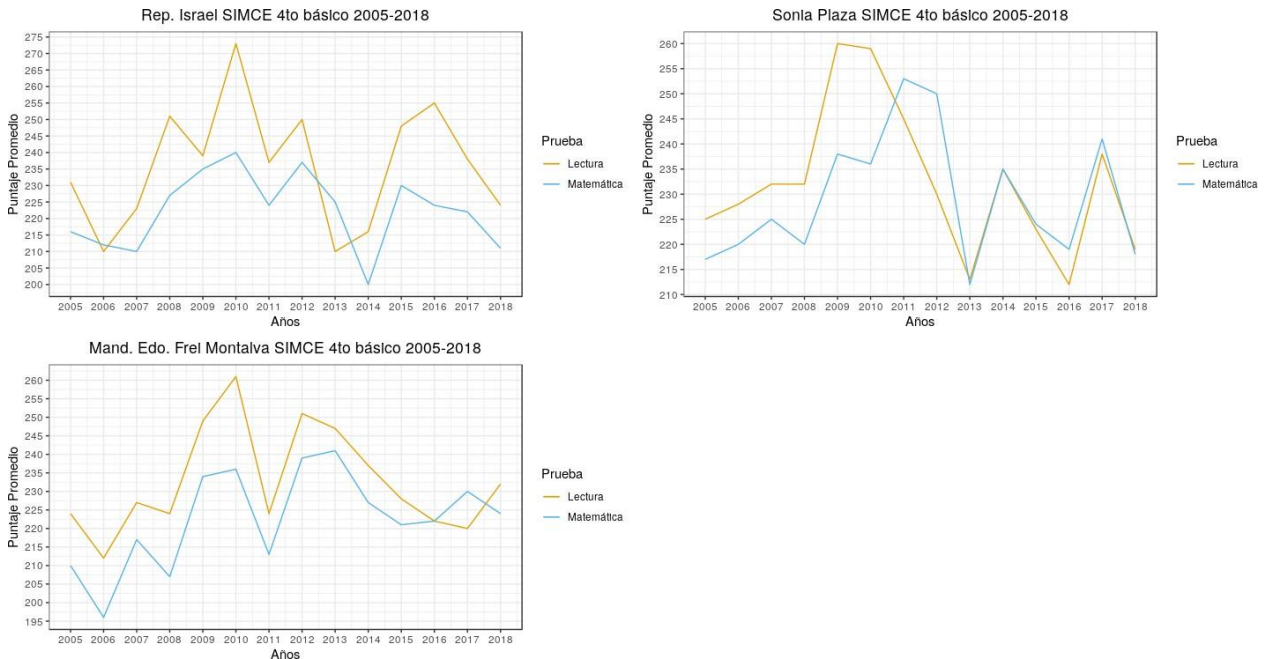 Rep. Israel SIMCE 4to básico 2005-2018
275
270
265
260
255
250
245
240
235
230
225
220
215
210
205
200
Puntaje Promedio
2005 2006 2007 2008 2009 2010 2011 2012 2013 2014 2015 2016 2017 2018
Años
Prueba
Lectura
Matemática
Sonia Plaza SIMCE 4to básico 2005-2018
260
255
250
245
240
235
230
225
220
215
210
Puntaje Promedio
2005 2006 2007 2008 2009 2010 2011 2012 2013 2014 2015 2016 2017 2018
Años
Prueba
Lectura
Matemática
Mand. Edo. Frei Montalva SIMCE 4to básico 2005-2018
260
255
250
245
240
235
230
225
220
215
210
205
200
195
Puntaje Promedio
2005 2006 2007 2008 2009 2010 2011 2012 2013 2014 2015 2016 2017 2018
Años
Prueba
Lectura
Matemática